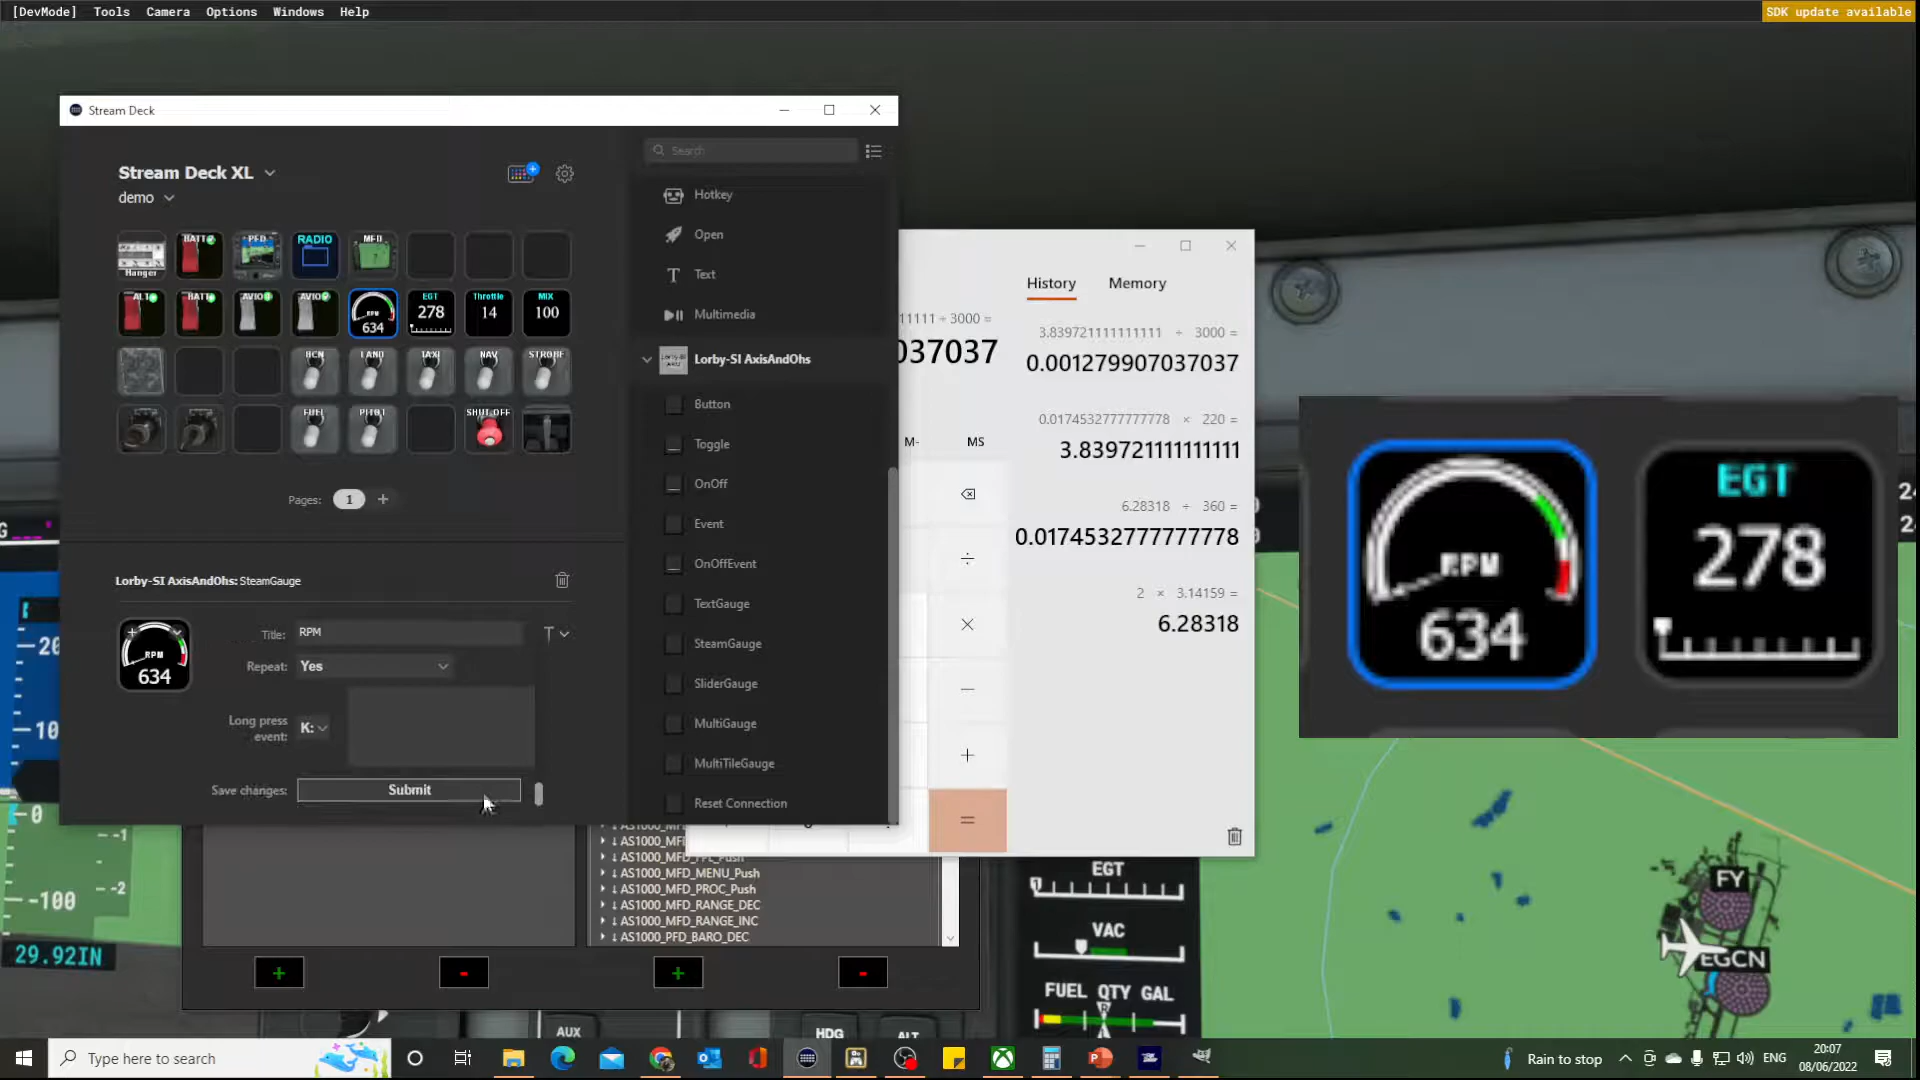 [DevMode] Tools Camera Options Windows Help
SDK update available
Stream Deck
Stream Deck XL
demo
Search
Hotkey
Open
Text
Multimedia
Lorby-SI AxisAndOhs
Button
Toggle
OnOff
Event
OnOffEvent
TextGauge
SteamGauge
SliderGauge
MultiGauge
MultiTileGauge
Reset Connection
Hanger
BATT
PFD
RADIO
MFD
ALT
BATT
AVIO
AVIO
RPM
634
EGT
278
Throttle
14
MIX
100
BCN
LAND
TAXI
NAV
STROBE
FUEL
PITOT
SHUT OFF
Pages: 1 +
Lorby-SI AxisAndOhs: SteamGauge
RPM
634
Title: RPM
Repeat: Yes
Long press
event: K:
Save changes: Submit
History Memory
11111 ÷ 3000 =
037037
M- MS
3.839721111111111 ÷ 3000 =
0.001279907037037
0.0174532777777778 × 220 =
3.839721111111111
6.28318 ÷ 360 =
0.0174532777777778
2 × 3.14159 =
6.28318
÷
×
−
+
=
RPM
634
EGT
278
AS1000_MFD_MENU_Push
AS1000_MFD_PROC_Push
AS1000_MFD_RANGE_DEC
AS1000_MFD_RANGE_INC
AS1000_PFD_BARO_DEC
+ - + -
-20
-10
-0
-1
-2
-100
29.92IN
EGT
VAC
FUEL QTY GAL
AUX
HDG
ALT
FY
EGCN
Type here to search
Rain to stop
ENG
20:07
08/06/2022